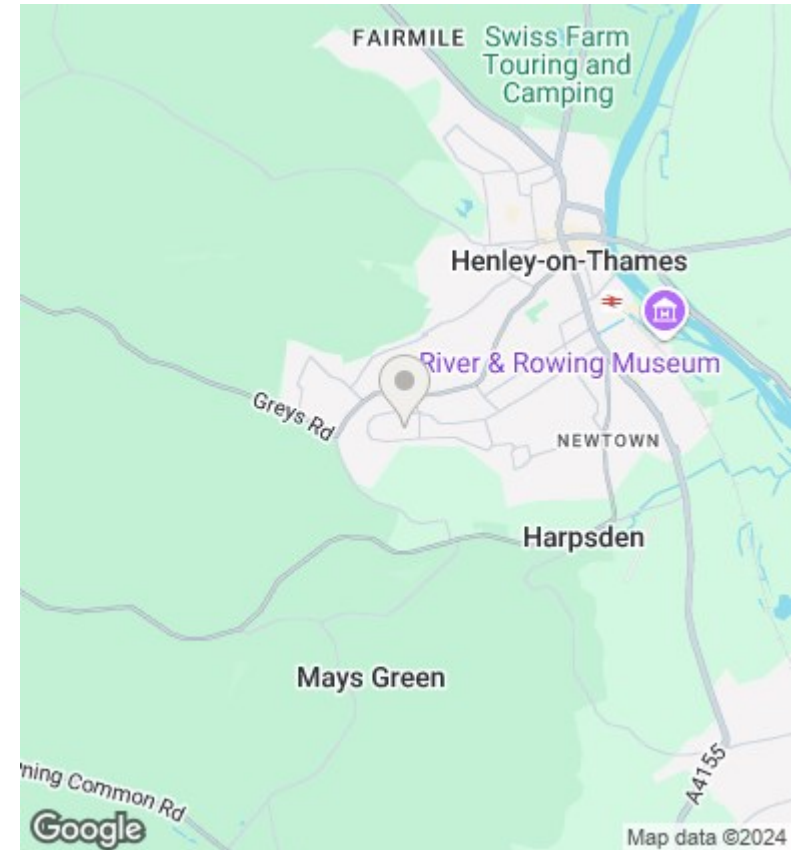 FAIRMILE
Swiss Farm
Touring and
Camping
Henley-on-Thames
River & Rowing Museum
Greys Rd
NEWTOWN
Harpsden
Mays Green
A4155
Common Rd
Google
Map data ©2024